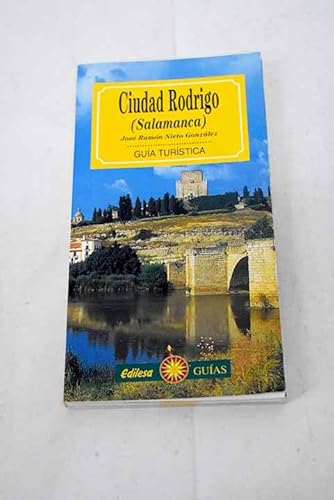 Ciudad Rodrigo
(Salamanca)
José Ramón Nieto González
GUÍA TURÍSTICA
Edilesa GUÍAS